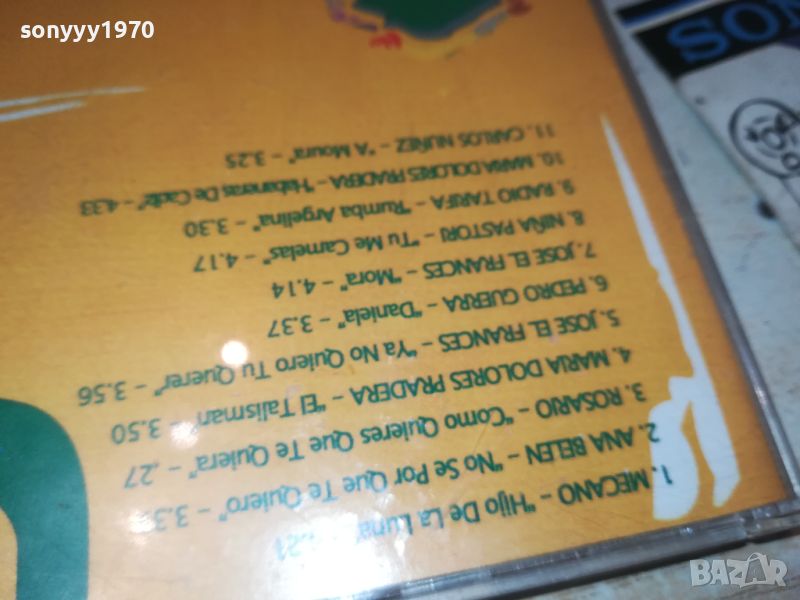 sonyyy1970
SON
1. MECANO - "Hijo De La Luna" .21
2. ANA BELEN - "No Se Por Que Te Quiero" - 3.3
3. ROSARIO - "Como Quieres Que Te Quiera" - .27
4. MARIA DOLORES PRADERA - "El Talisman" - 3.50
5. JOSE EL FRANCES - "Ya No Quiero Tu Querer" - 3.56
6. PEDRO GUERRA - "Daniela" - 3.37
7. JOSE EL FRANCES - "Mora" - 4.14
8. NIÑA PASTORI - "Tu Me Camelas" - 4.17
9. RADIO TARIFA - "Rumba Argelina" - 3.30
10. MARIA DOLORES PRADERA - "Habaneras De Cadiz" - 4.33
11. CARLOS NUÑEZ - "A Moura" - 3.25
BAZAR